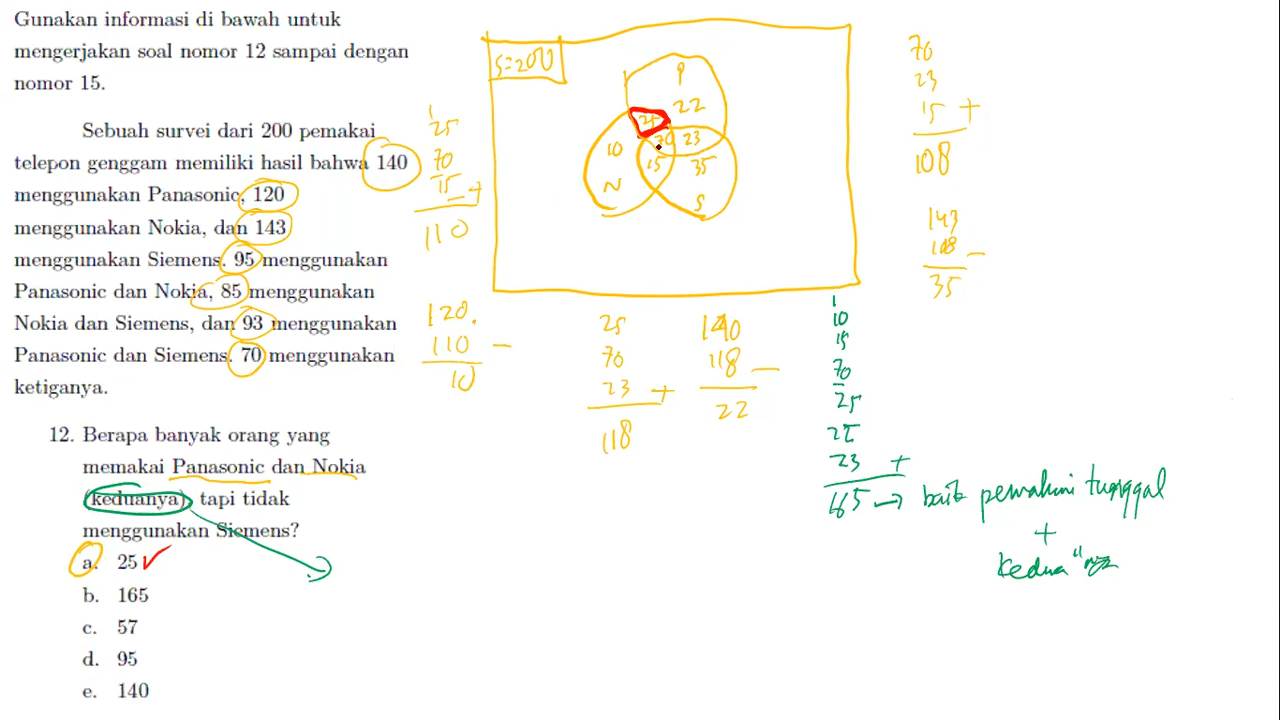 Gunakan informasi di bawah untuk
mengerjakan soal nomor 12 sampai dengan
nomor 15.
Sebuah survei dari 200 pemakai
telepon genggam memiliki hasil bahwa 140
menggunakan Panasonic, 120
menggunakan Nokia, dan 143
menggunakan Siemens. 95 menggunakan
Panasonic dan Nokia, 85 menggunakan
Nokia dan Siemens, dan 93 menggunakan
Panasonic dan Siemens. 70 menggunakan
ketiganya.
12. Berapa banyak orang yang
memakai Panasonic dan Nokia
(keduanya), tapi tidak
menggunakan Siemens?
a. 25
b. 165
c. 57
d. 95
e. 140
1
25
70
15 +
110
120
110 -
10
S=200
P
22
25
10
70 23
15 35
N
S
25
70
23 +
118
140
118 -
22
70
23
15 +
108
143
108 -
35
1
10
15
70
25
22
23 +
165 → baik pemakai tunggal
+
kedua "nya